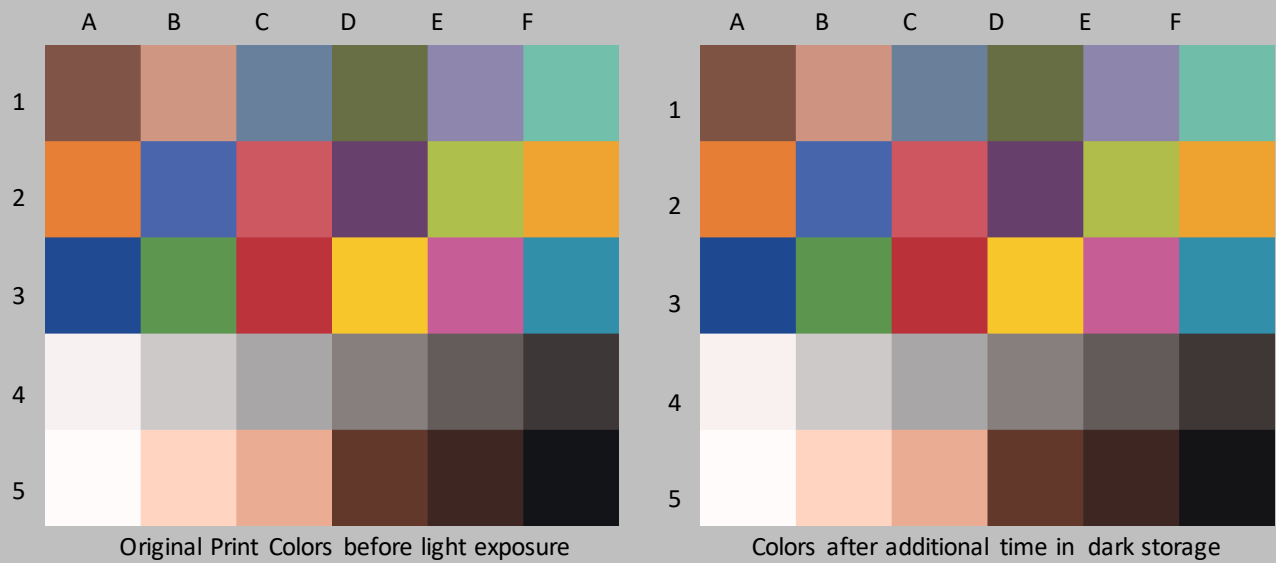 A B C D E F
1
2
3
4
5
Original Print Colors before light exposure
A B C D E F
1
2
3
4
5
Colors after additional time in dark storage